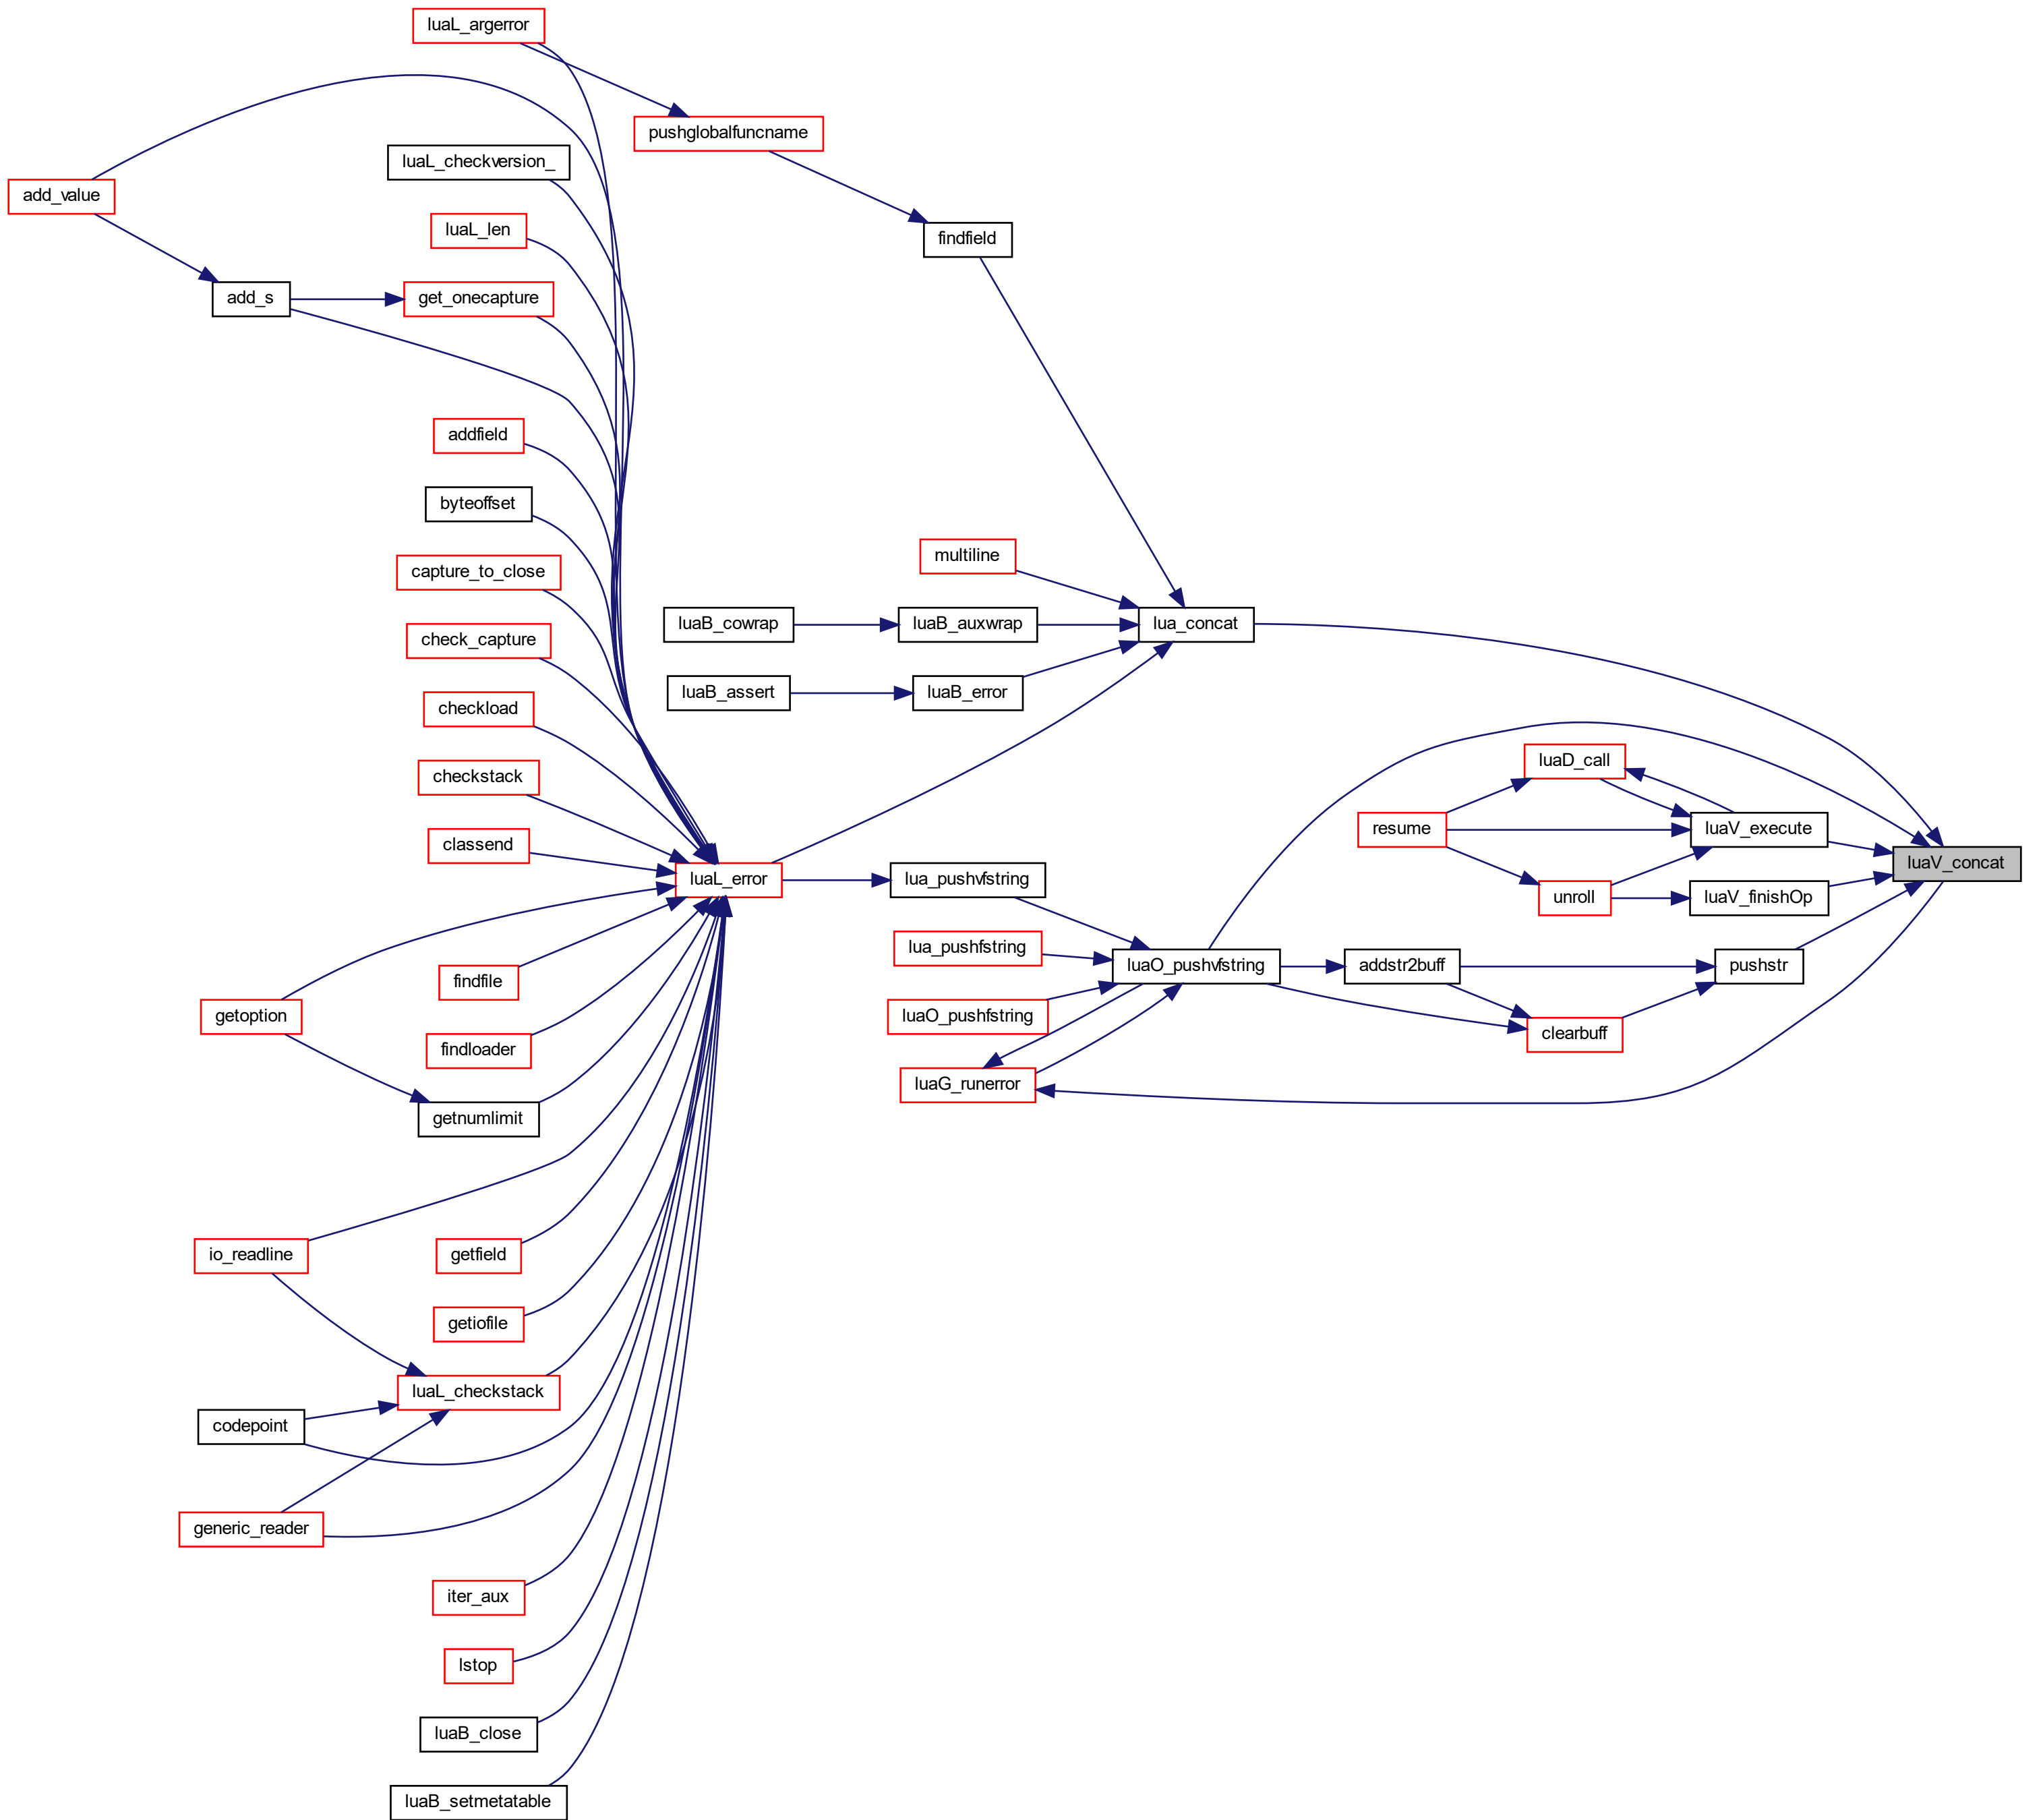 luaL_argerror
pushglobalfuncname
luaL_checkversion_
add_value
luaL_len
findfield
add_s
get_onecapture
addfield
byteoffset
multiline
capture_to_close
luaB_cowrap
luaB_auxwrap
lua_concat
check_capture
luaB_assert
luaB_error
checkload
luaD_call
checkstack
resume
luaV_execute
classend
luaV_concat
luaL_error
lua_pushvfstring
unroll
luaV_finishOp
lua_pushfstring
luaO_pushvfstring
addstr2buff
pushstr
findfile
getoption
luaO_pushfstring
clearbuff
findloader
luaG_runerror
getnumlimit
io_readline
getfield
getiofile
luaL_checkstack
codepoint
generic_reader
iter_aux
lstop
luaB_close
luaB_setmetatable